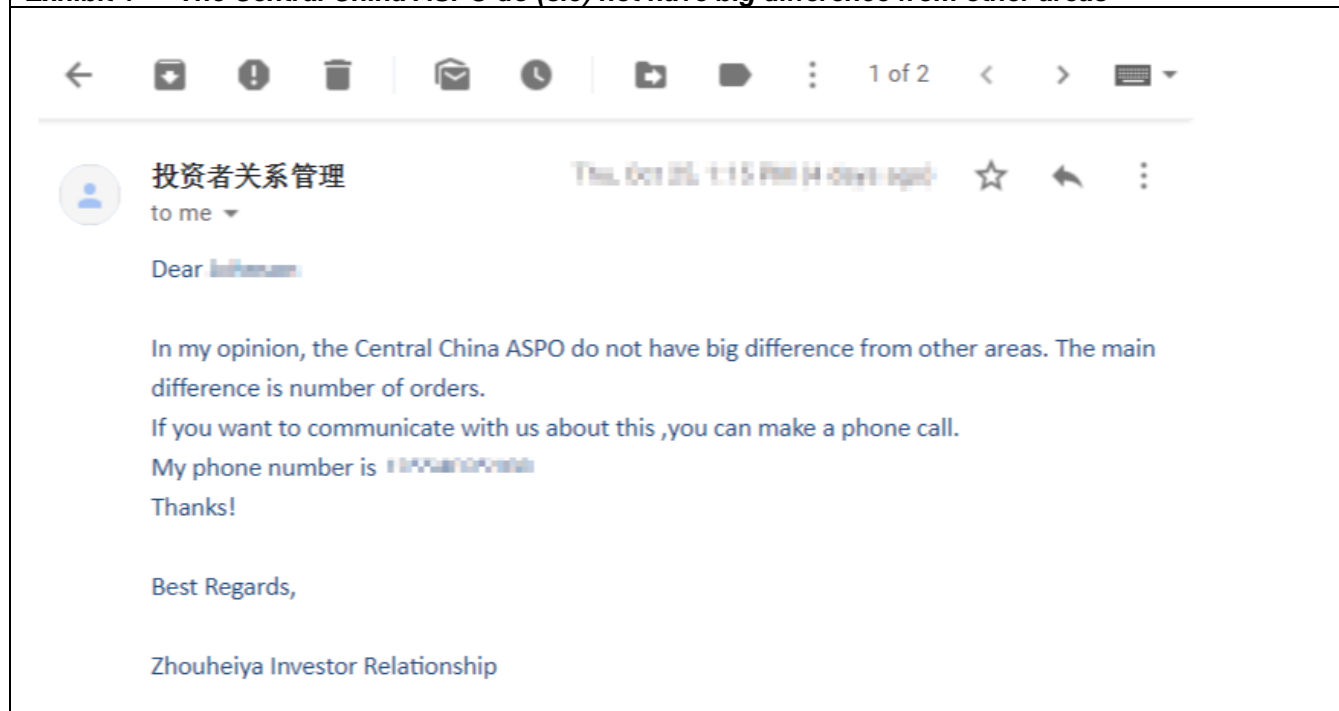 The Central China ASPO do (sic) not have big difference from other areas
1 of 2
投资者关系管理
to me
Dear
In my opinion, the Central China ASPO do not have big difference from other areas. The main
difference is number of orders.
If you want to communicate with us about this ,you can make a phone call.
My phone number is
Thanks!
Best Regards,
Zhouheiya Investor Relationship